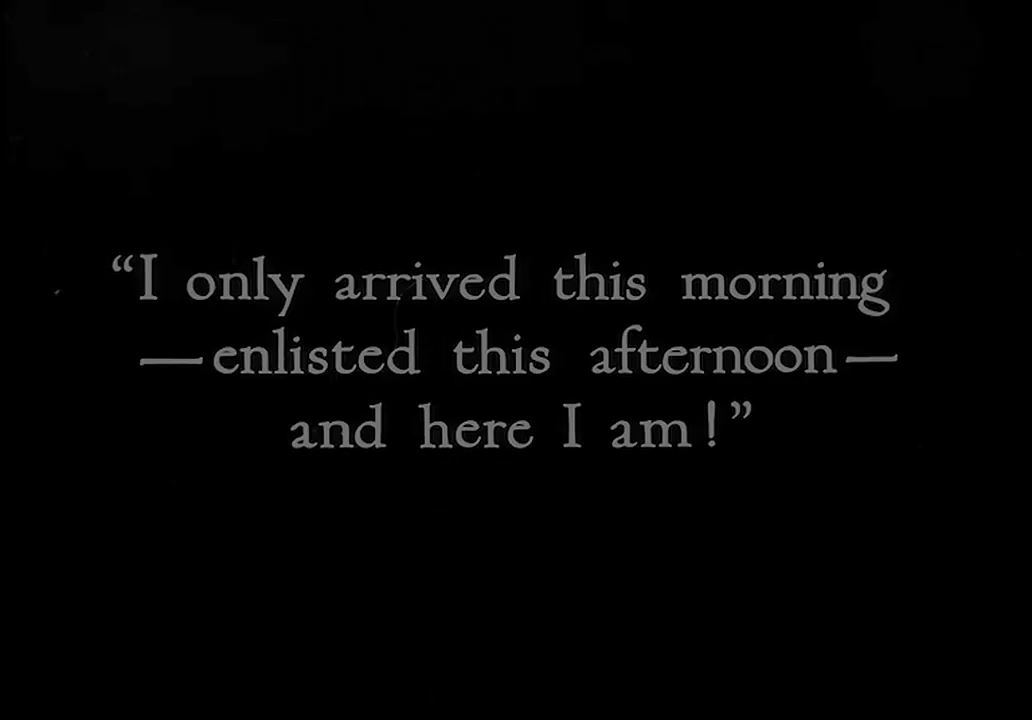 “I only arrived this morning
—enlisted this afternoon—
and here I am!”